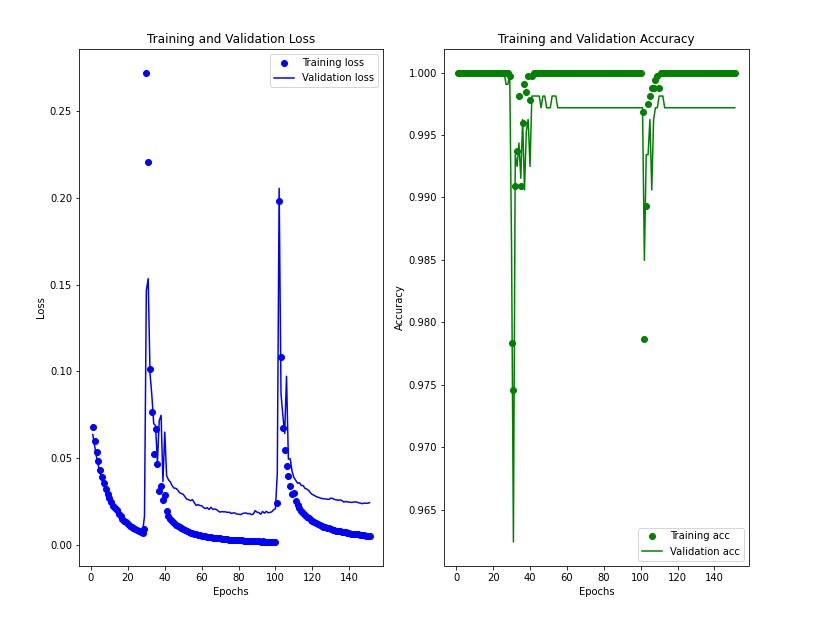 Training and Validation Loss
Training loss
Validation loss
0.25
0.20
0.15
0.10
0.05
0.00
Loss
0 20 40 60 80 100 120 140
Epochs
Training and Validation Accuracy
1.000
0.995
0.990
0.985
0.980
0.975
0.970
0.965
Accuracy
Training acc
Validation acc
0 20 40 60 80 100 120 140
Epochs